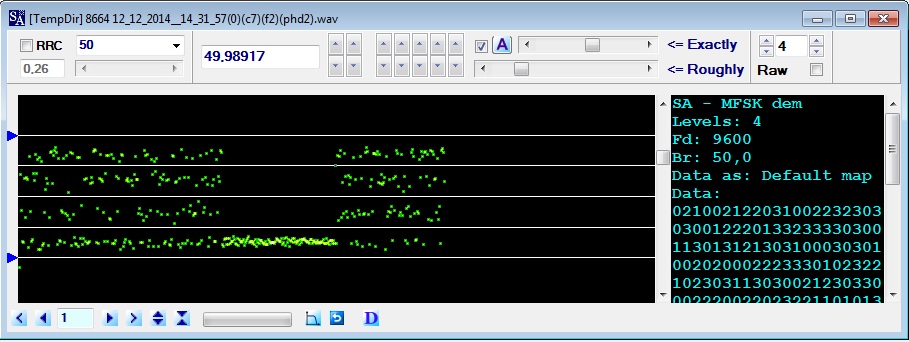 SA [TempDir] 8664 12_12_2014__14_31_57(0)(c7)(f2)(phd2).wav
RRC 50 49,98917 A <= Exactly 4
0,26 <= Roughly Raw
SA - MFSK dem
Levels: 4
Fd: 9600
Br: 50,0
Data as: Default map
Data:
021002122031002232303
030012220133233330300
113013121303100030301
002020002223330102322
102303113030021230330
002220022023221101013
1 D